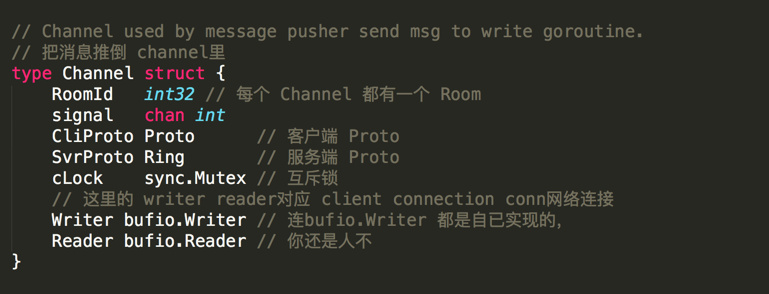 // Channel used by message pusher send msg to write goroutine.
// 把消息推倒 channel里
type Channel struct {
    RoomId   int32 // 每个 Channel 都有一个 Room
    signal   chan int
    CliProto Proto      // 客户端 Proto
    SvrProto Ring       // 服务端 Proto
    cLock    sync.Mutex // 互斥锁
    // 这里的 writer reader对应 client connection conn网络连接
    Writer bufio.Writer // 连bufio.Writer 都是自已实现的,
    Reader bufio.Reader // 你还是人不
}